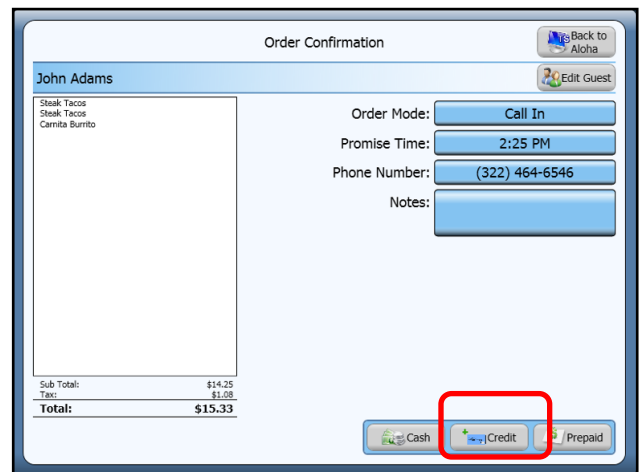 Order Confirmation
Back to
Aloha
John Adams
Edit Guest
Steak Tacos
Steak Tacos
Carnita Burrito
Order Mode: Call In
Promise Time: 2:25 PM
Phone Number: (322) 464-6546
Notes:
Sub Total: $14.25
Tax: $1.08
Total: $15.33
Cash
Credit
Prepaid